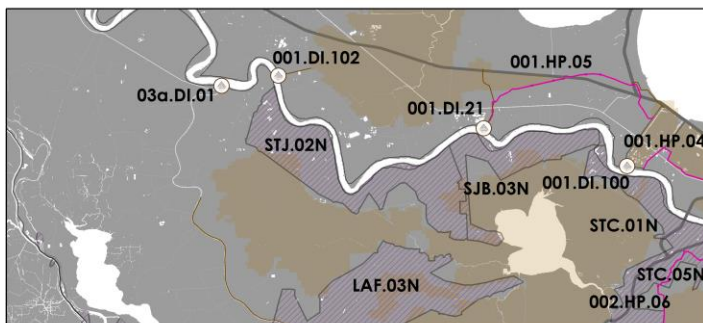 001.DI.102
001.HP.05
03a.DI.01
001.DI.21
001.HP.04
STJ.02N
SJB.03N
001.DI.100
STC.01N
STC.05N
LAF.03N
002.HP.06